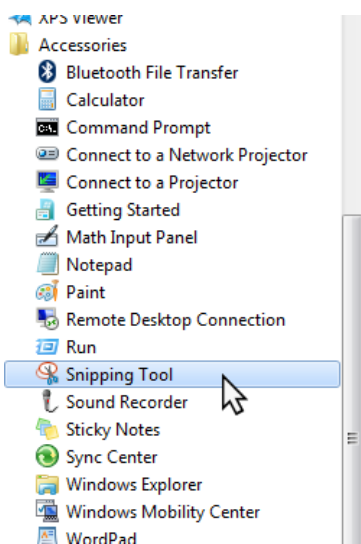 XPS Viewer
Accessories
Bluetooth File Transfer
Calculator
Command Prompt
Connect to a Network Projector
Connect to a Projector
Getting Started
Math Input Panel
Notepad
Paint
Remote Desktop Connection
Run
Snipping Tool
Sound Recorder
Sticky Notes
Sync Center
Windows Explorer
Windows Mobility Center
WordPad